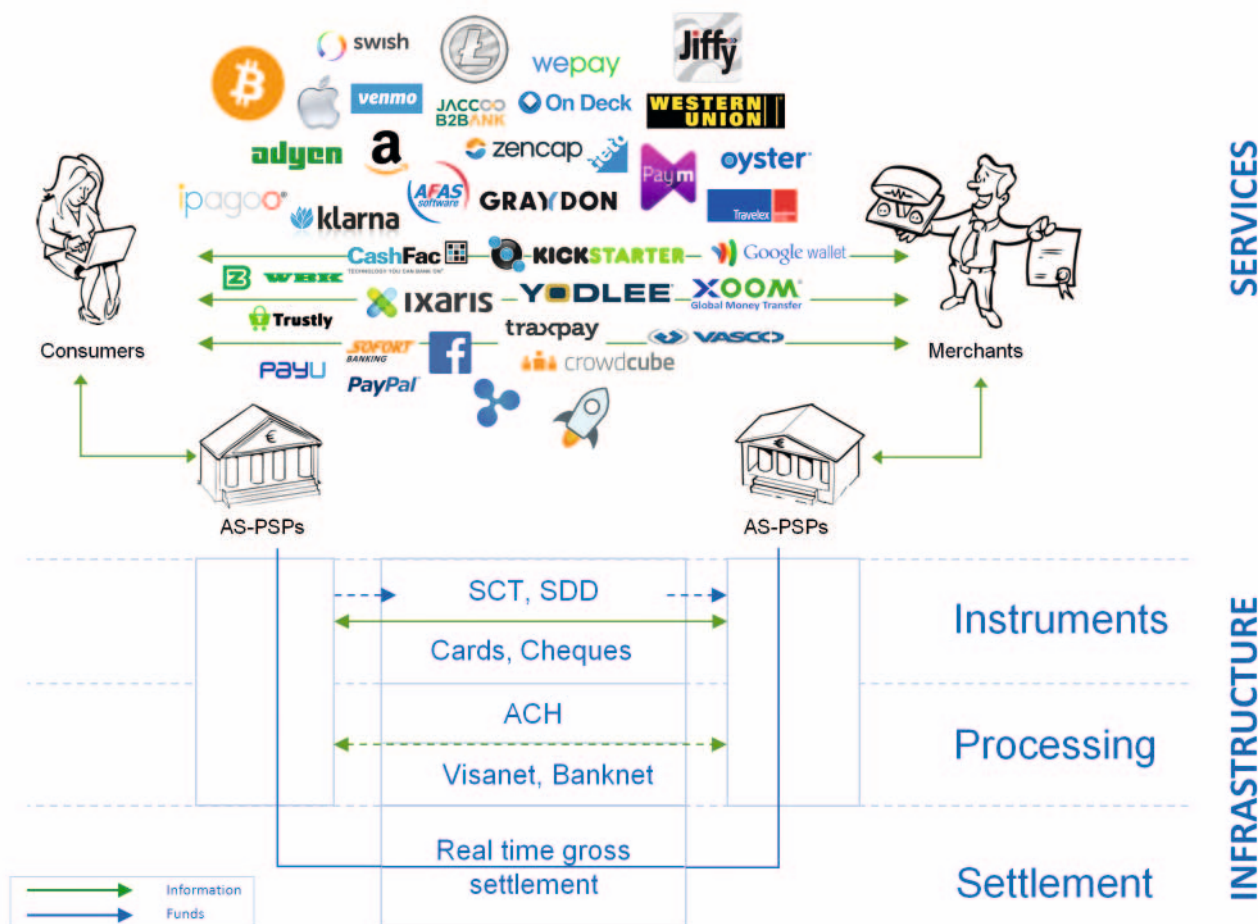 swish
wepay
Jiffy
venmo
JACCOO
B2BANK
On Deck
WESTERN
UNION
adyen
a
zencap
Paym
oyster
ipagoo®
klarna
AFAS
software
GRAYDON
Travelex
CashFac
TECHNOLOGY YOU CAN BANK ON
KICKSTARTER
Google wallet
WBK
ixaris
YODLEE
XOOM
Global Money Transfer
Trustly
traxpay
VASCO
Consumers
SOFORT
BANKING
f
crowdcube
Merchants
PayU
PayPal
SERVICES
€
€
AS-PSPs
AS-PSPs
SCT, SDD
Cards, Cheques
Instruments
ACH
Visanet, Banknet
Processing
Real time gross
settlement
Settlement
INFRASTRUCTURE
Information
Funds